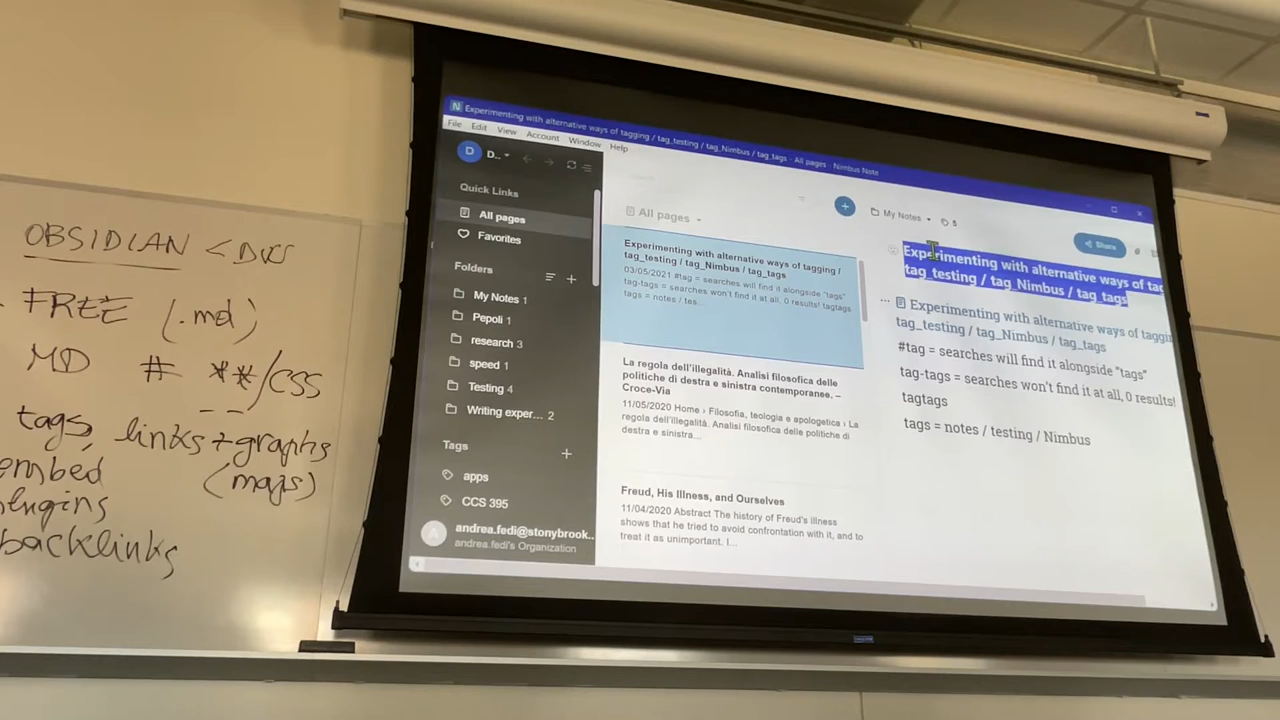 OBSIDIAN <
FREE (.md)
MD # **/CSS
__
tags, links + graphs
embed (maps)
plugins
backlinks
N Experimenting with alternative ways of tagging / tag_testing / tag_Nimbus / tag_tags - All pages - Nimbus Note
File Edit View Account Window Help
D D..
Quick Links
All pages
Favorites
Folders
My Notes 1
Pepoli 1
research 3
speed 1
Testing 4
Writing exper... 2
Tags
apps
CCS 395
A andrea.fedi@stonybrook..
andrea.fedi's Organization
All pages
Experimenting with alternative ways of tagging /
tag_testing / tag_Nimbus / tag_tags
03/05/2021 #tag = searches will find it alongside "tags"
tag-tags = searches won't find it at all, 0 results! tagtags
tags = notes / tes...
La regola dell'illegalità. Analisi filosofica delle
politiche di destra e sinistra contemporanee. –
Croce-Via
11/05/2020 Home › Filosofia, teologia e apologetica › La
regola dell'illegalità. Analisi filosofica delle politiche di
destra e sinistra...
Freud, His Illness, and Ourselves
11/04/2020 Abstract The history of Freud's illness
shows that he tried to avoid confrontation with it, and to
treat it as unimportant. I...
My Notes 5
Share
Experimenting with alternative ways of tag
tag_testing / tag_Nimbus / tag_tags
Experimenting with alternative ways of taggin
tag_testing / tag_Nimbus / tag_tags
#tag = searches will find it alongside "tags"
tag-tags = searches won't find it at all, 0 results!
tagtags
tags = notes / testing / Nimbus